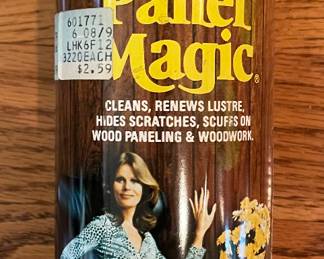 Panel
Magic®
601771
6-08/9
LHK6F12
3220EACH
$2.59
CLEANS, RENEWS LUSTRE,
HIDES SCRATCHES, SCUFFS ON
WOOD PANELING & WOODWORK.